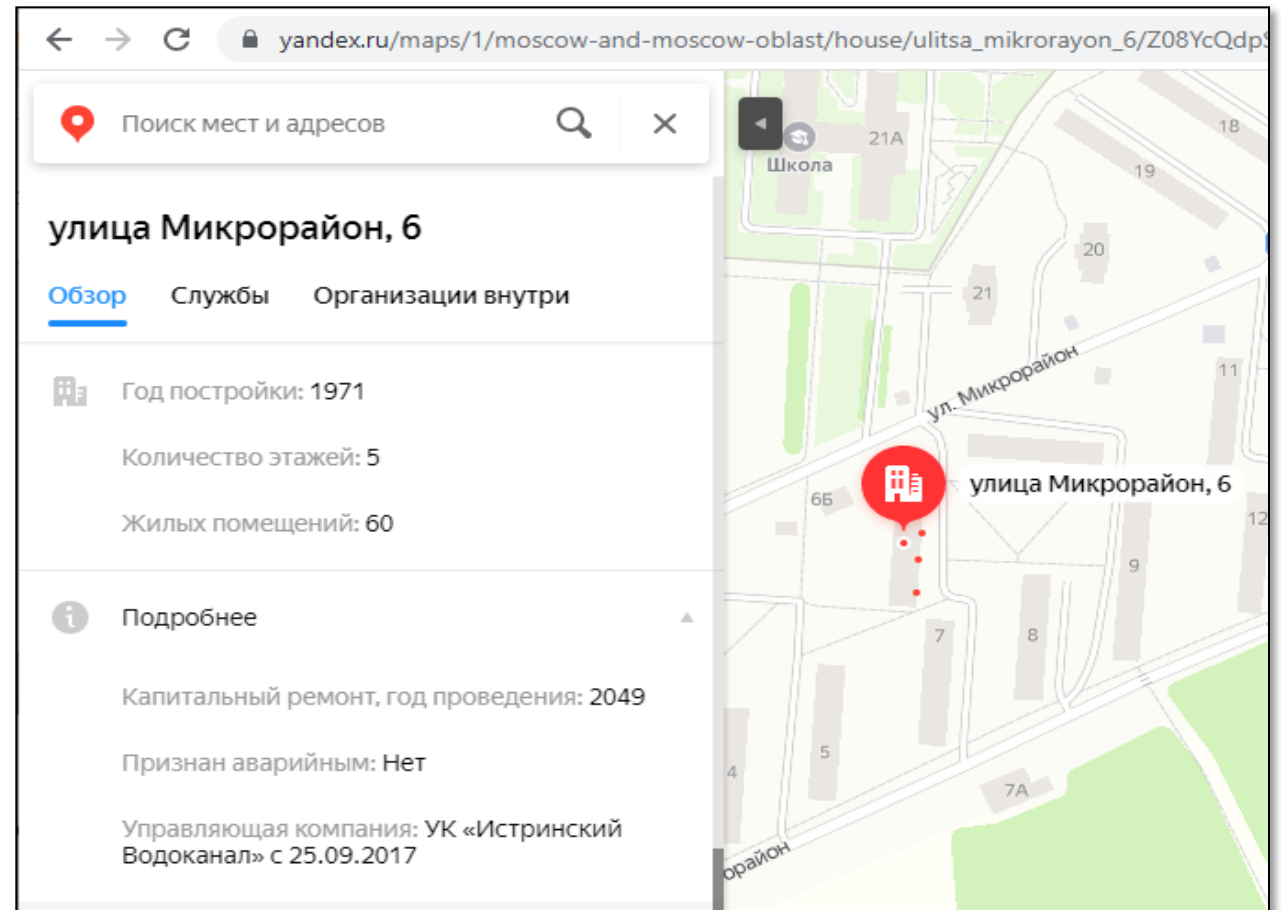 yandex.ru/maps/1/moscow-and-moscow-oblast/house/ulitsa_mikrorayon_6/Z08YcQdpS
Поиск мест и адресов
улица Микрорайон, 6
Обзор Службы Организации внутри
Год постройки: 1971
Количество этажей: 5
Жилых помещений: 60
Подробнее
Капитальный ремонт, год проведения: 2049
Признан аварийным: Нет
Управляющая компания: УК «Истринский
Водоканал» с 25.09.2017
Школа
21А
18
19
20
21
ул. Микрорайон
11
6Б
улица Микрорайон, 6
12
9
7
8
5
4
7А
орайон